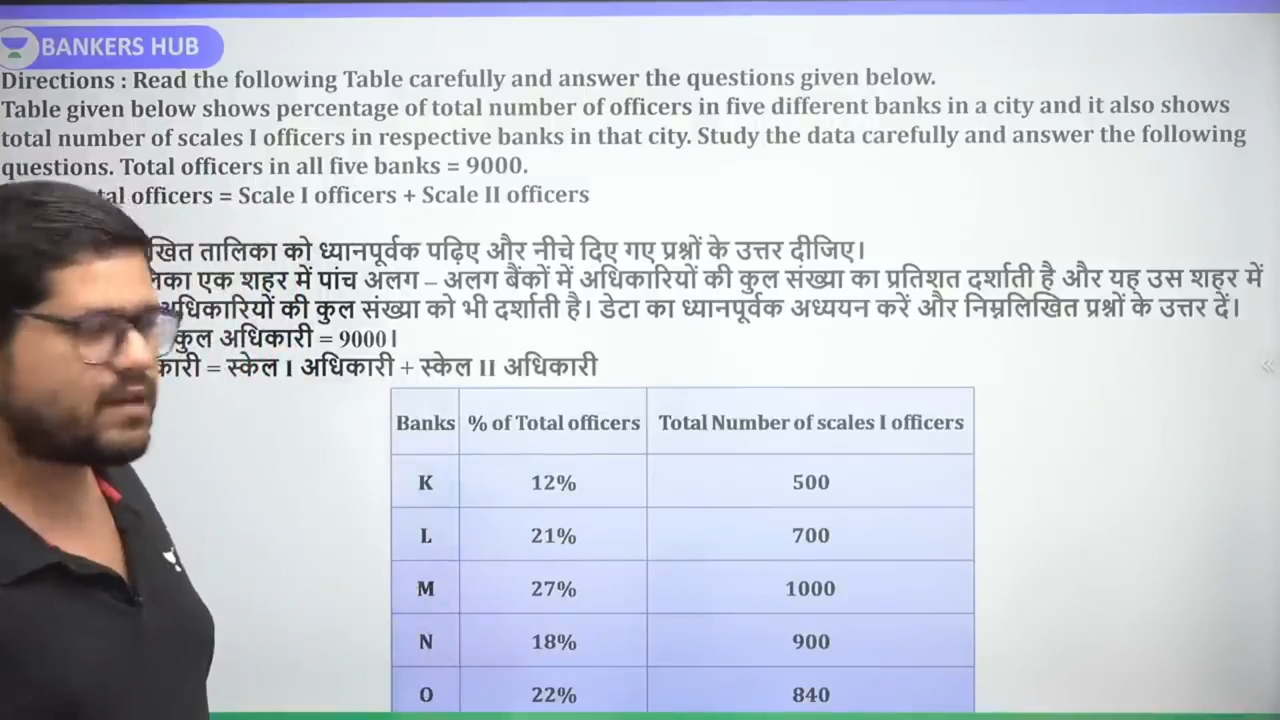 BANKERS HUB
Directions : Read the following Table carefully and answer the questions given below.
Table given below shows percentage of total number of officers in five different banks in a city and it also shows
total number of scales I officers in respective banks in that city. Study the data carefully and answer the following
questions. Total officers in all five banks = 9000.
officers = Scale I officers + Scale II officers
तालिका को ध्यानपूर्वक पढ़िए और नीचे दिए गए प्रश्नों के उत्तर दीजिए।
एक शहर में पांच अलग – अलग बैंकों में अधिकारियों की कुल संख्या का प्रतिशत दर्शाती है और यह उस शहर में
की कुल संख्या को भी दर्शाती है। डेटा का ध्यानपूर्वक अध्ययन करें और निम्नलिखित प्रश्नों के उत्तर दें।
कुल अधिकारी = 9000।
= स्केल I अधिकारी + स्केल II अधिकारी
Banks % of Total officers Total Number of scales I officers
K 12% 500
L 21% 700
M 27% 1000
N 18% 900
O 22% 840